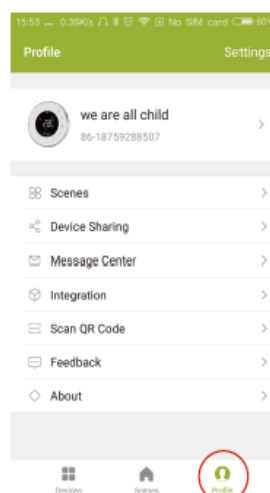 15:53 ... 0.36K/s No SIM card 60%
Profile Settings
we are all child
86-18759288507
Scenes
Device Sharing
Message Center
Integration
Scan QR Code
Feedback
About
Devices Scenes Profile